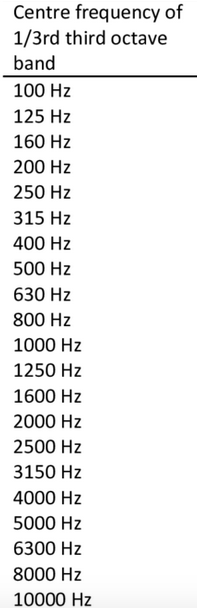 Centre frequency of
1/3rd third octave
band
100 Hz
125 Hz
160 Hz
200 Hz
250 Hz
315 Hz
400 Hz
500 Hz
630 Hz
800 Hz
1000 Hz
1250 Hz
1600 Hz
2000 Hz
2500 Hz
3150 Hz
4000 Hz
5000 Hz
6300 Hz
8000 Hz
10000 Hz